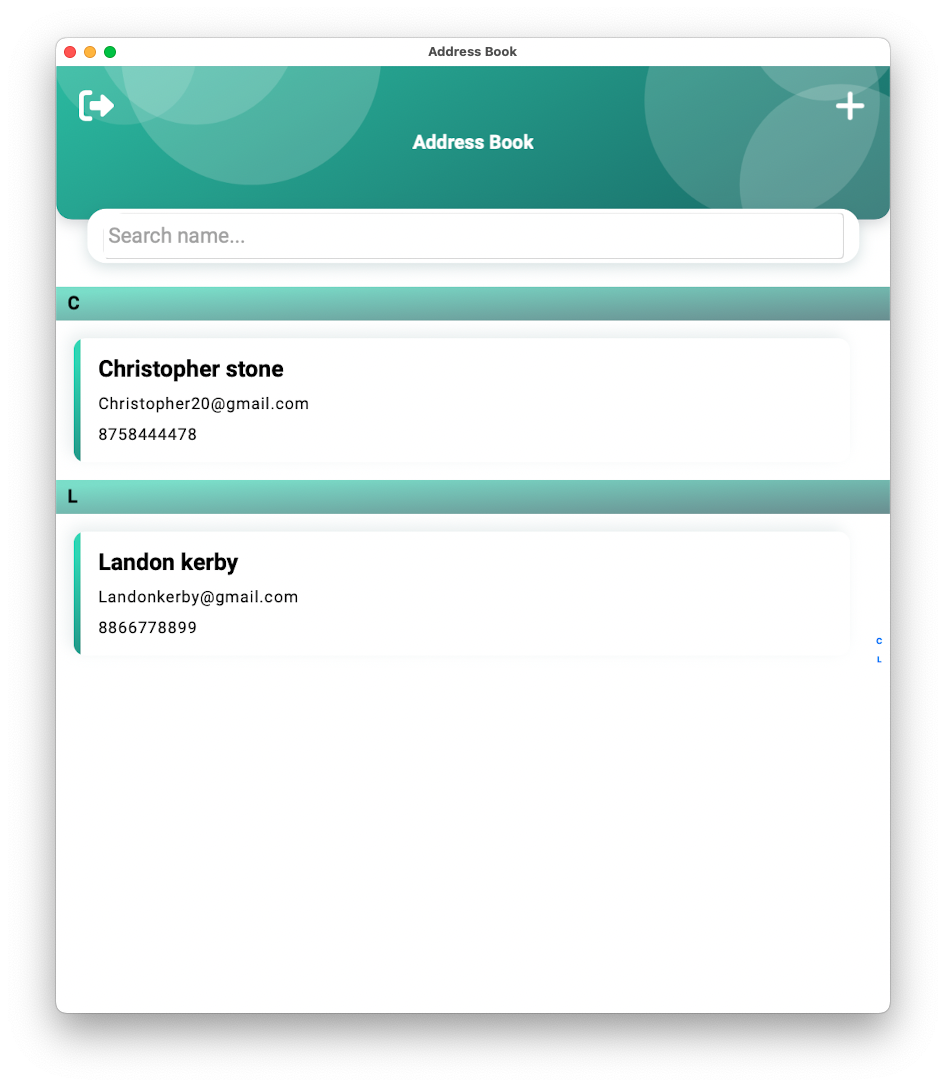 Address Book
Address Book
Search name...
C
Christopher stone
Christopher20@gmail.com
8758444478
L
Landon kerby
Landonkerby@gmail.com
8866778899
C
L